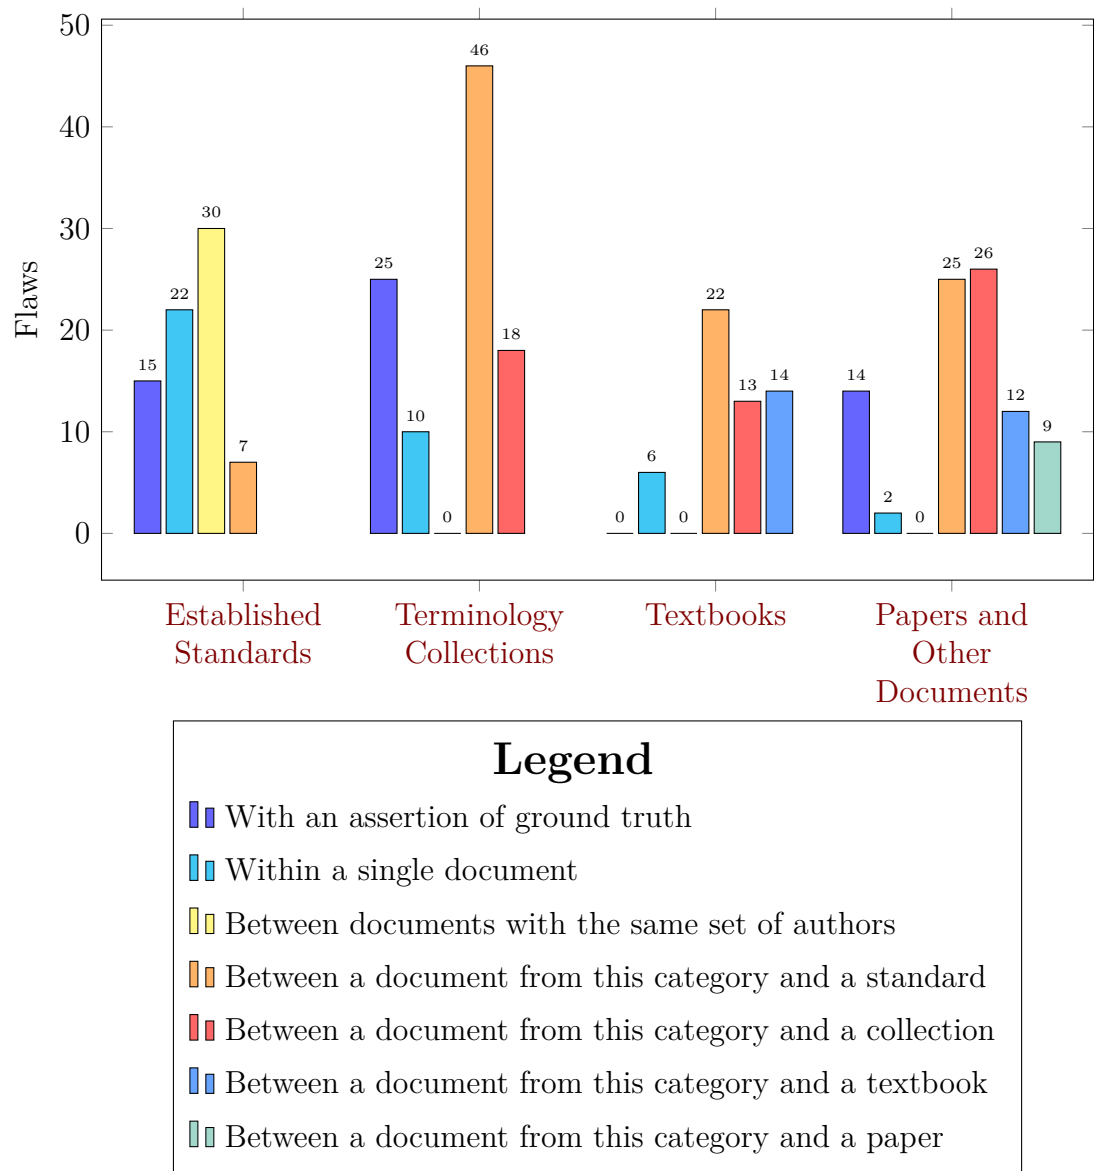 50
40
30
20
10
0
Flaws
15
22
30
7
25
10
0
46
18
0
6
0
22
13
14
14
2
0
25
26
12
9
Established
Standards
Terminology
Collections
Textbooks
Papers and
Other
Documents
Legend
With an assertion of ground truth
Within a single document
Between documents with the same set of authors
Between a document from this category and a standard
Between a document from this category and a collection
Between a document from this category and a textbook
Between a document from this category and a paper